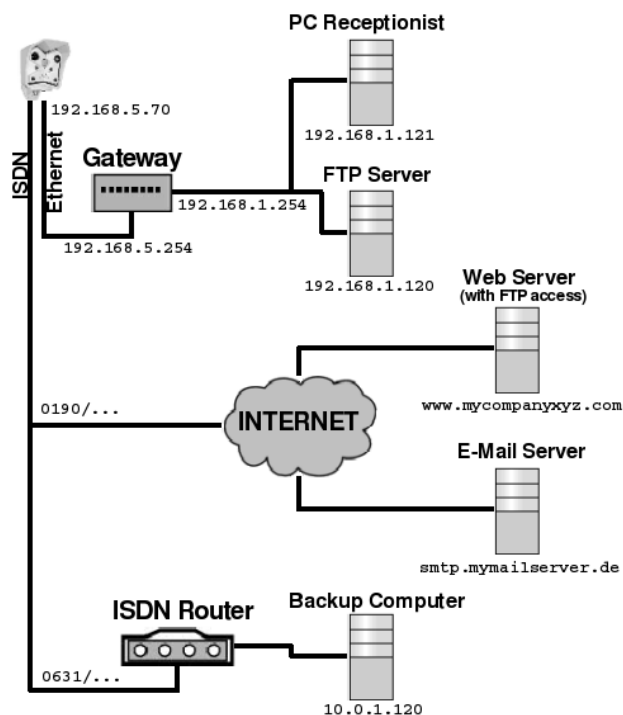 PC Receptionist
192.168.5.70
192.168.1.121
ISDN
Ethernet
Gateway
FTP Server
192.168.1.254
192.168.5.254
192.168.1.120
Web Server
(with FTP access)
www.mycompanyxyz.com
0190/...
INTERNET
E-Mail Server
smtp.mymailserver.de
ISDN Router
Backup Computer
0631/...
10.0.1.120